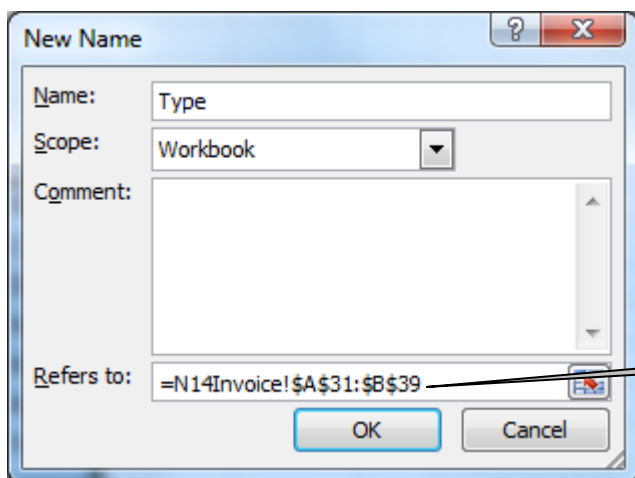 New Name
Name: Type
Scope: Workbook
Comment:
Refers to: =N14Invoice!$A$31:$B$39
OK Cancel